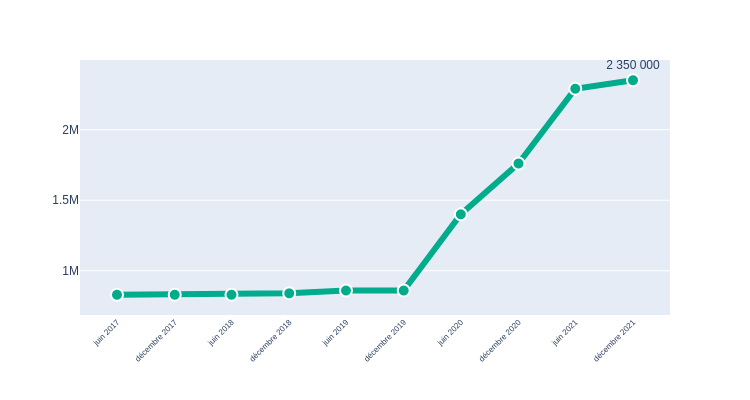 2 350 000
2M
1.5M
1M
juin 2017
décembre 2017
juin 2018
décembre 2018
juin 2019
décembre 2019
juin 2020
décembre 2020
juin 2021
décembre 2021